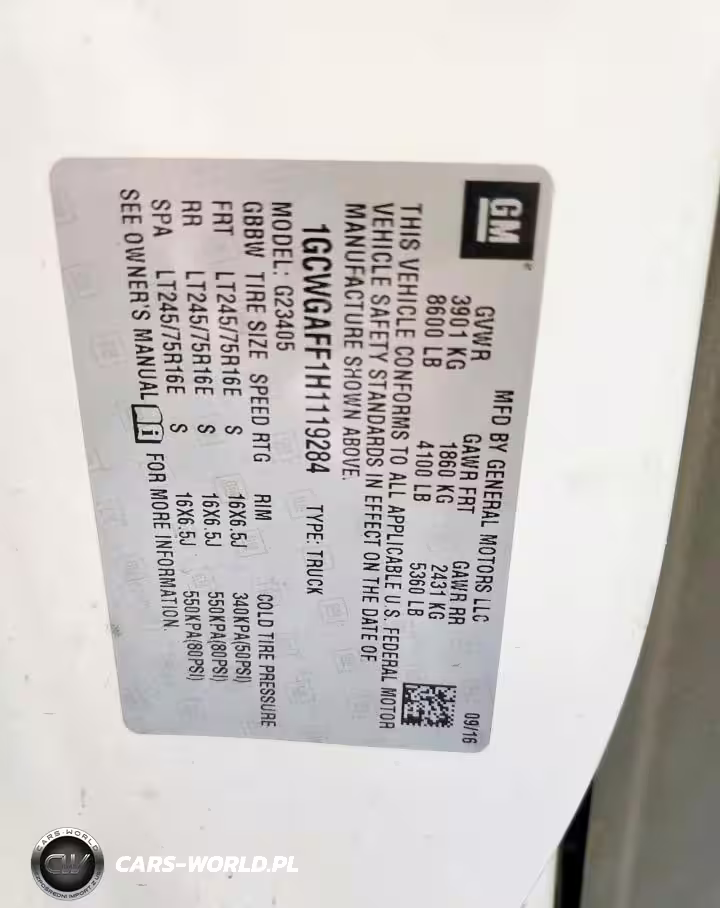 GM
MFD BY GENERAL MOTORS LLC 09/16
GVWR GAWR FRT GAWR RR
3901 KG 1860 KG 2431 KG
8600 LB 4100 LB 5360 LB
THIS VEHICLE CONFORMS TO ALL APPLICABLE U.S. FEDERAL MOTOR
VEHICLE SAFETY STANDARDS IN EFFECT ON THE DATE OF
MANUFACTURE SHOWN ABOVE.
1GCWGAFF1H1119284 TYPE: TRUCK
MODEL: G23405
GBBW TIRE SIZE SPEED RTG RIM COLD TIRE PRESSURE
FRT LT245/75R16E S 16X6.5J 340KPA(50PSI)
RR LT245/75R16E S 16X6.5J 550KPA(80PSI)
SPA LT245/75R16E S 16X6.5J 550KPA(80PSI)
SEE OWNER'S MANUAL i FOR MORE INFORMATION.
CARS-WORLD
CW
CARS-WORLD.PL